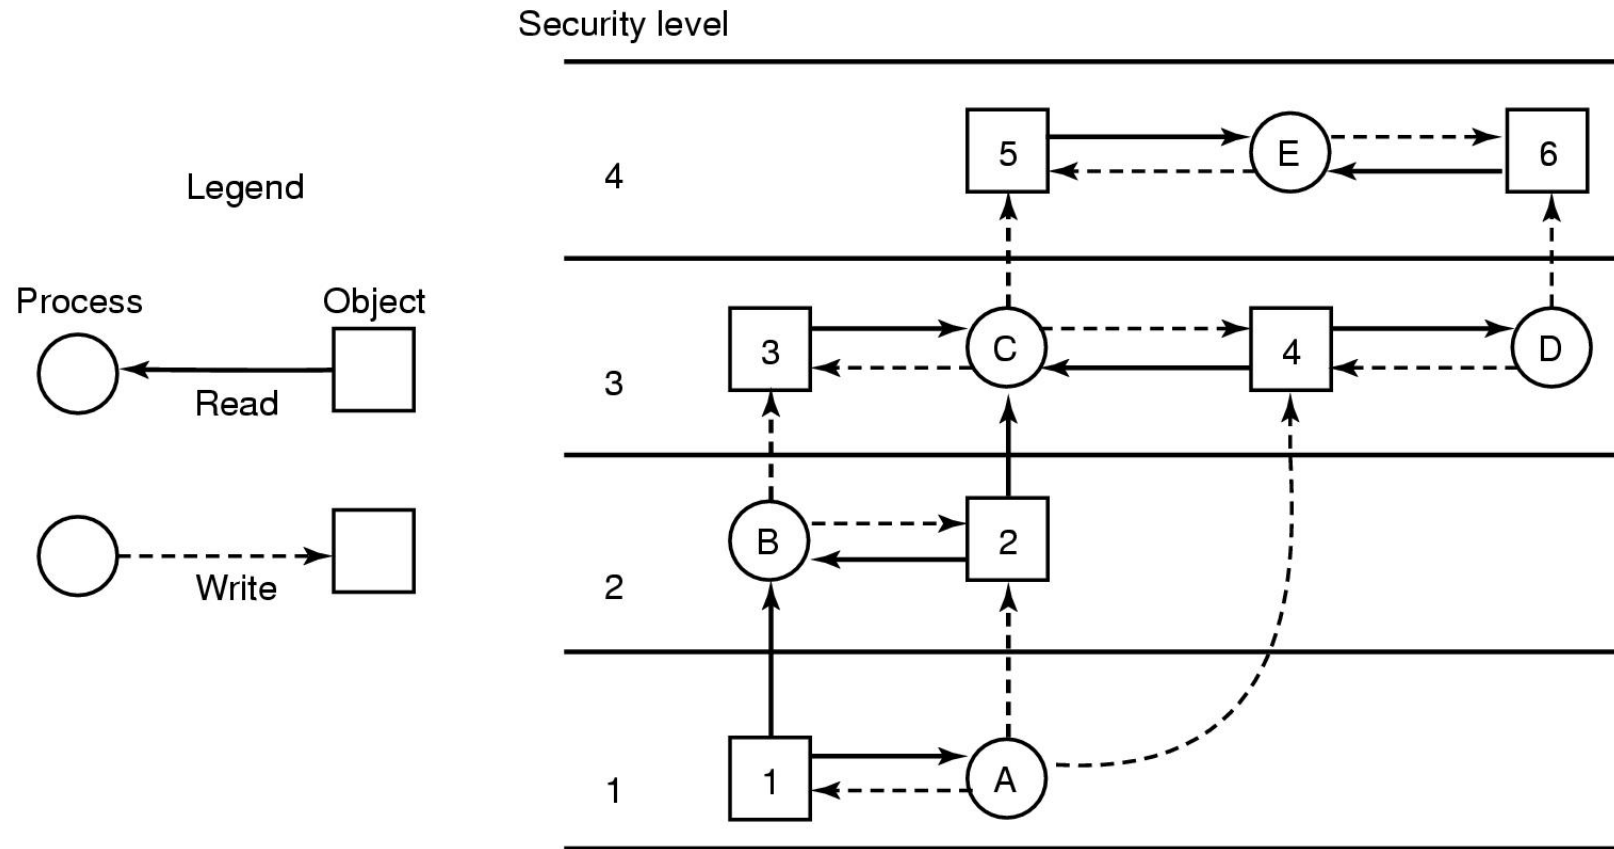 Security level
Legend
Process Object
Read
Write
4
5 E 6
3
3 C 4 D
2
B 2
1
1 A